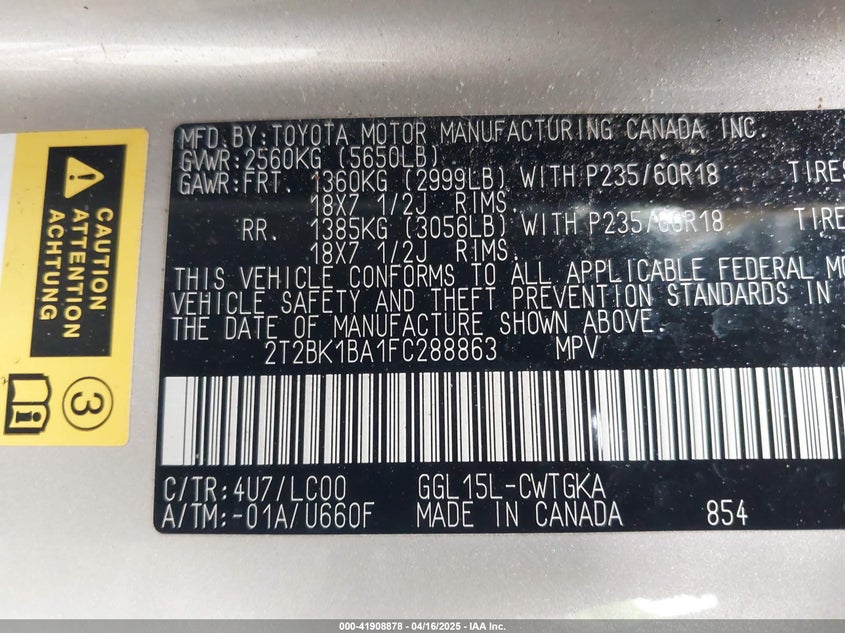 CAUTION
ATTENTION
ACHTUNG
3
MFD. BY: TOYOTA MOTOR MANUFACTURING CANADA INC.
GVWR: 2560KG (5650LB)
GAWR: FRT. 1360KG (2999LB) WITH P235/60R18 TIRES
18X7 1/2J RIMS.
RR. 1385KG (3056LB) WITH P235/60R18 TIRE
18X7 1/2J RIMS.
THIS VEHICLE CONFORMS TO ALL APPLICABLE FEDERAL MO
VEHICLE SAFETY AND THEFT PREVENTION STANDARDS IN
THE DATE OF MANUFACTURE SHOWN ABOVE.
2T2BK1BA1FC288863 MPV
C/TR: 4U7/LC00 GGL15L-CWTGKA
A/TM: -01A/U660F MADE IN CANADA 854
000-41908878 - 04/16/2025 - IAA Inc.